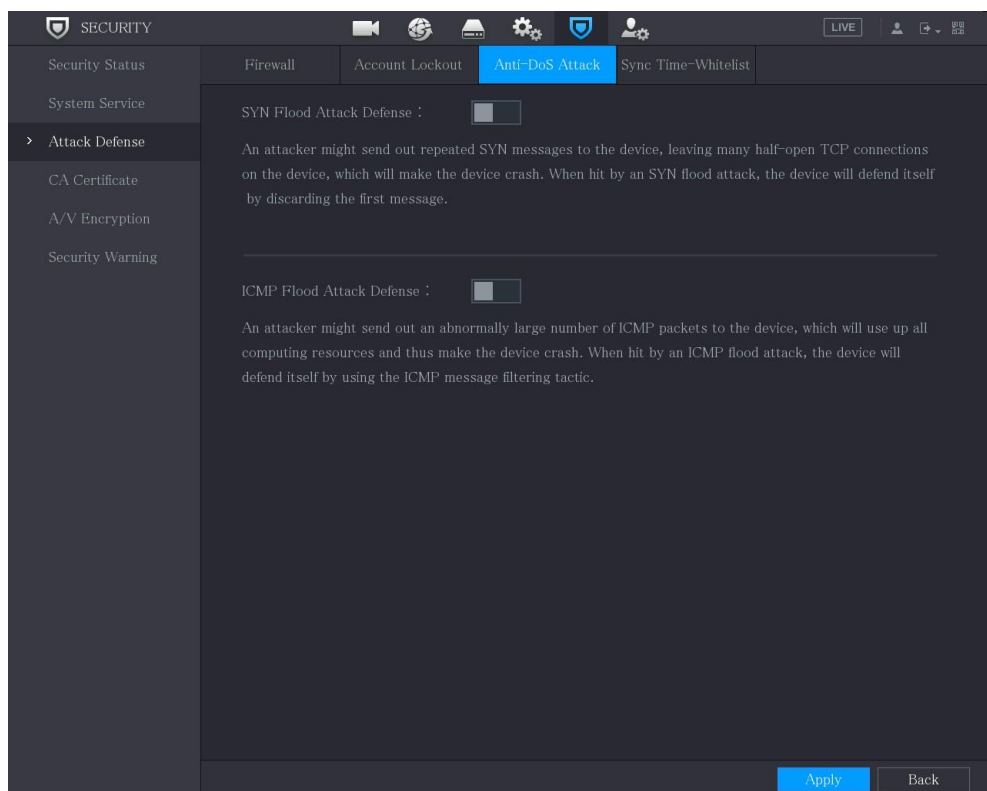 SECURITY
LIVE
Security Status
System Service
Attack Defense
CA Certificate
A/V Encryption
Security Warning
Firewall
Account Lockout
Anti-DoS Attack
Sync Time-Whitelist
SYN Flood Attack Defense :
An attacker might send out repeated SYN messages to the device, leaving many half-open TCP connections
on the device, which will make the device crash. When hit by an SYN flood attack, the device will defend itself
by discarding the first message.
ICMP Flood Attack Defense :
An attacker might send out an abnormally large number of ICMP packets to the device, which will use up all
computing resources and thus make the device crash. When hit by an ICMP flood attack, the device will
defend itself by using the ICMP message filtering tactic.
Apply
Back